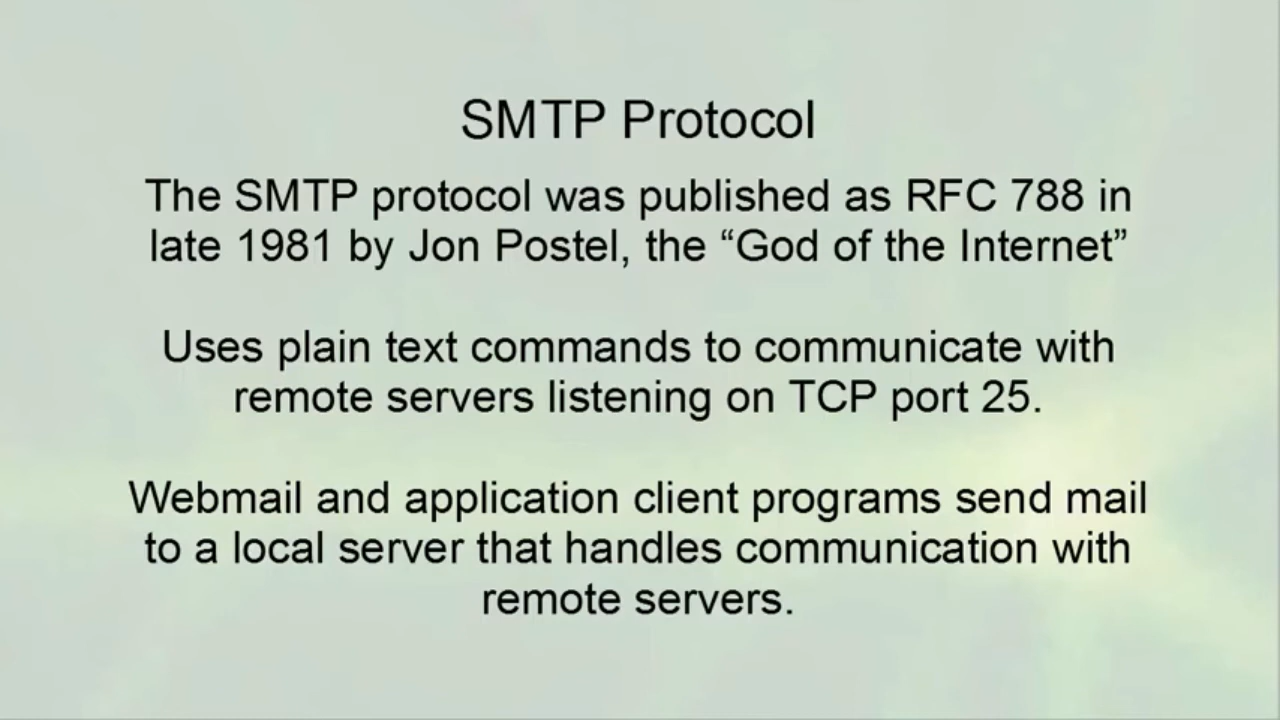 SMTP Protocol
The SMTP protocol was published as RFC 788 in
late 1981 by Jon Postel, the “God of the Internet”
Uses plain text commands to communicate with
remote servers listening on TCP port 25.
Webmail and application client programs send mail
to a local server that handles communication with
remote servers.